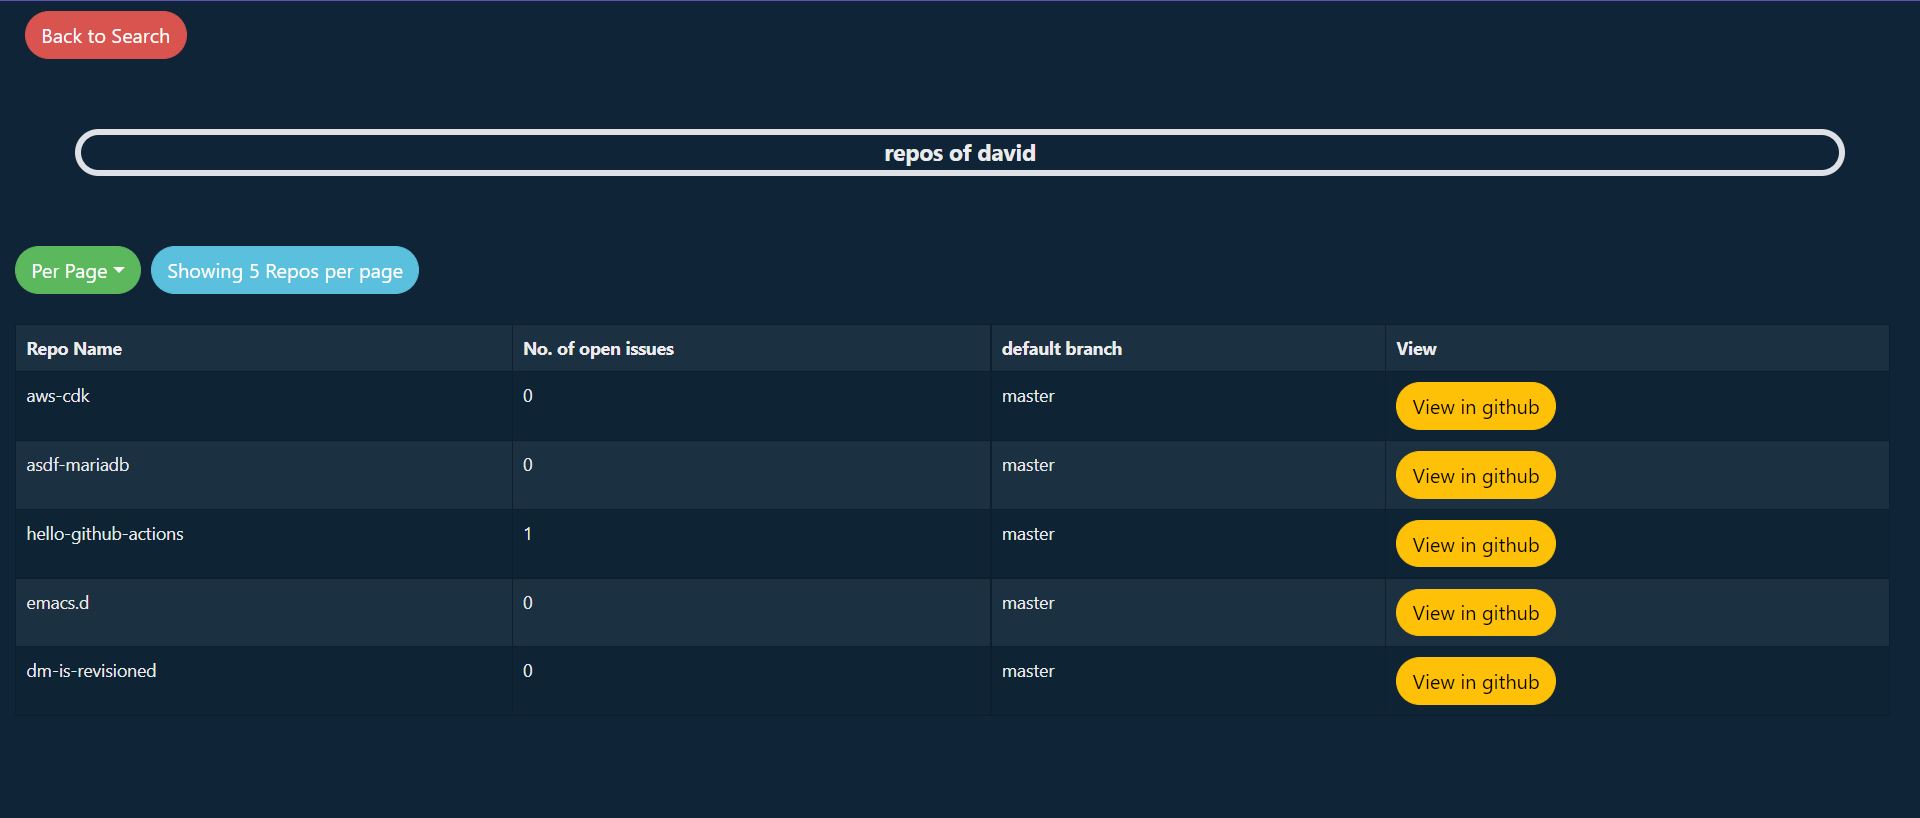 Back to Search
repos of david
Per Page Showing 5 Repos per page
Repo Name No. of open issues default branch View
aws-cdk 0 master View in github
asdf-mariadb 0 master View in github
hello-github-actions 1 master View in github
emacs.d 0 master View in github
dm-is-revisioned 0 master View in github